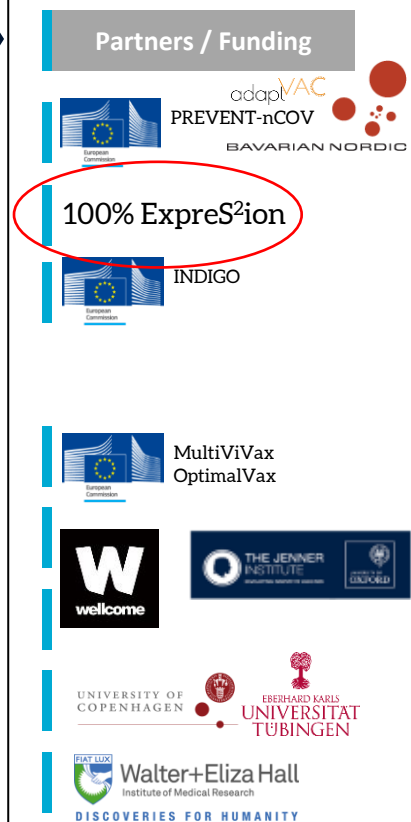 Partners / Funding
adaptVAC
PREVENT-nCOV
BAVARIAN NORDIC
European
Commission
100% ExpreS²ion
INDIGO
European
Commission
MultiViVax
OptimalVax
European
Commission
W
wellcome
THE JENNER
INSTITUTE
OXFORD
UNIVERSITY OF
COPENHAGEN
EBERHARD KARLS
UNIVERSITÄT
TÜBINGEN
FIAT LUX
Walter+Eliza Hall
Institute of Medical Research
DISCOVERIES FOR HUMANITY